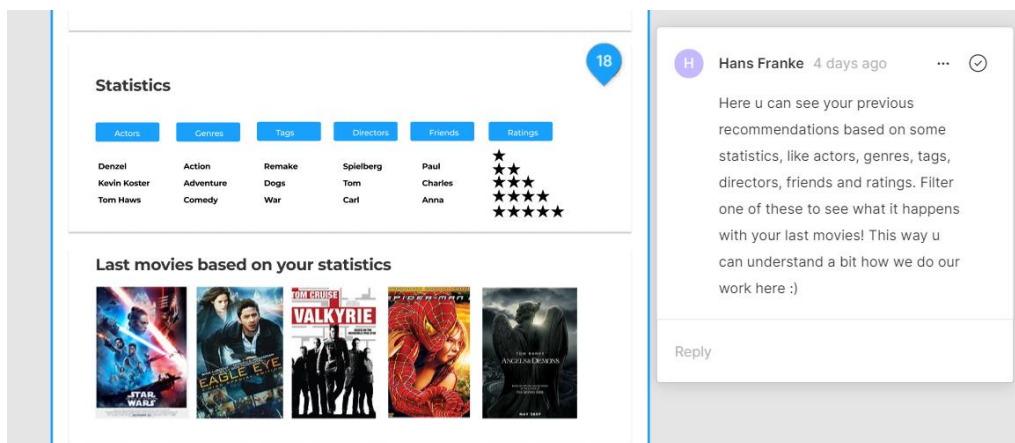 18
Statistics
Actors Genres Tags Directors Friends Ratings
Denzel Action Remake Spielberg Paul
Kevin Koster Adventure Dogs Tom Charles
Tom Haws Comedy War Carl Anna
Last movies based on your statistics
STAR
WARS
EAGLE EYE
TOM CRUISE
VALKYRIE
SPIDER-MAN
TOM HANKS
ANGELS & DEMONS
MAY 2009
H Hans Franke 4 days ago ...
Here u can see your previous
recommendations based on some
statistics, like actors, genres, tags,
directors, friends and ratings. Filter
one of these to see what it happens
with your last movies! This way u
can understand a bit how we do our
work here :)
Reply